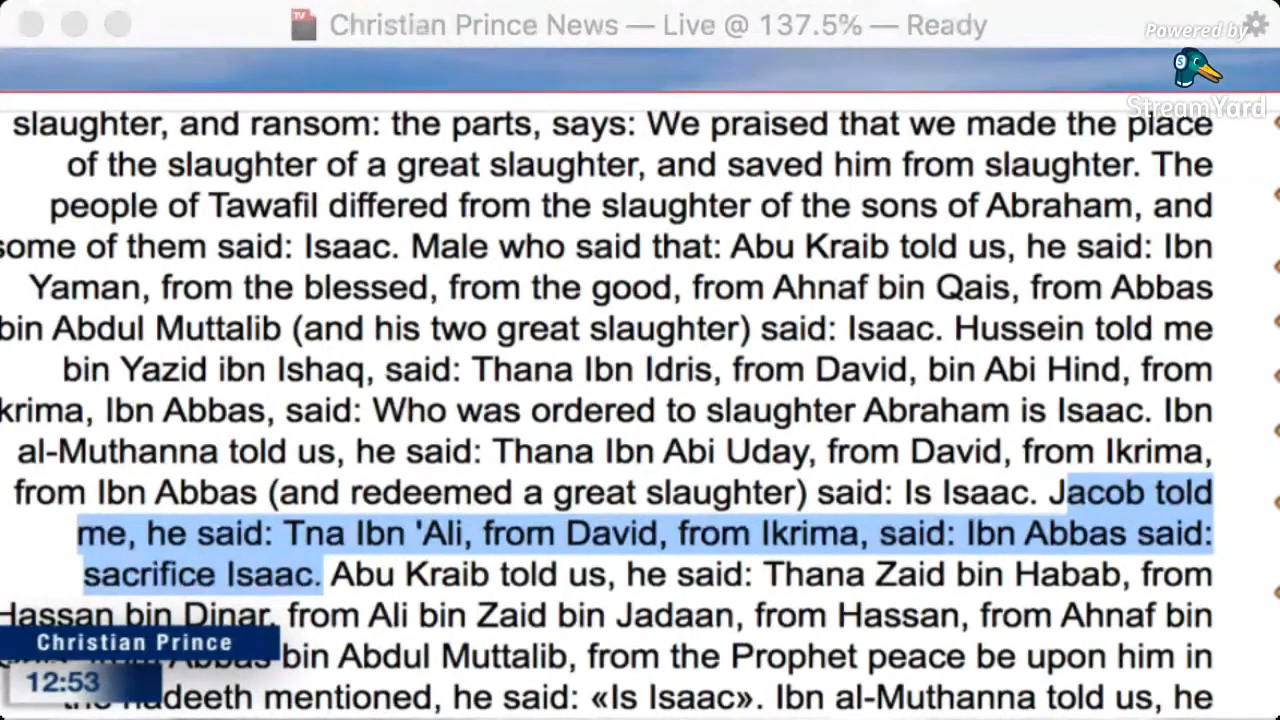 Christian Prince News — Live @ 137.5% — Ready
Powered by
StreamYard
slaughter, and ransom: the parts, says: We praised that we made the place
of the slaughter of a great slaughter, and saved him from slaughter. The
people of Tawafil differed from the slaughter of the sons of Abraham, and
some of them said: Isaac. Male who said that: Abu Kraib told us, he said: Ibn
Yaman, from the blessed, from the good, from Ahnaf bin Qais, from Abbas
bin Abdul Muttalib (and his two great slaughter) said: Isaac. Hussein told me
bin Yazid ibn Ishaq, said: Thana Ibn Idris, from David, bin Abi Hind, from
krima, Ibn Abbas, said: Who was ordered to slaughter Abraham is Isaac. Ibn
al-Muthanna told us, he said: Thana Ibn Abi Uday, from David, from Ikrima,
from Ibn Abbas (and redeemed a great slaughter) said: Is Isaac. Jacob told
me, he said: Tna Ibn 'Ali, from David, from Ikrima, said: Ibn Abbas said:
sacrifice Isaac. Abu Kraib told us, he said: Thana Zaid bin Habab, from
Hassan bin Dinar, from Ali bin Zaid bin Jadaan, from Hassan, from Ahnaf bin
Abbas bin Abdul Muttalib, from the Prophet peace be upon him in
the hadeeth mentioned, he said: «Is Isaac». Ibn al-Muthanna told us, he
Christian Prince
12:53